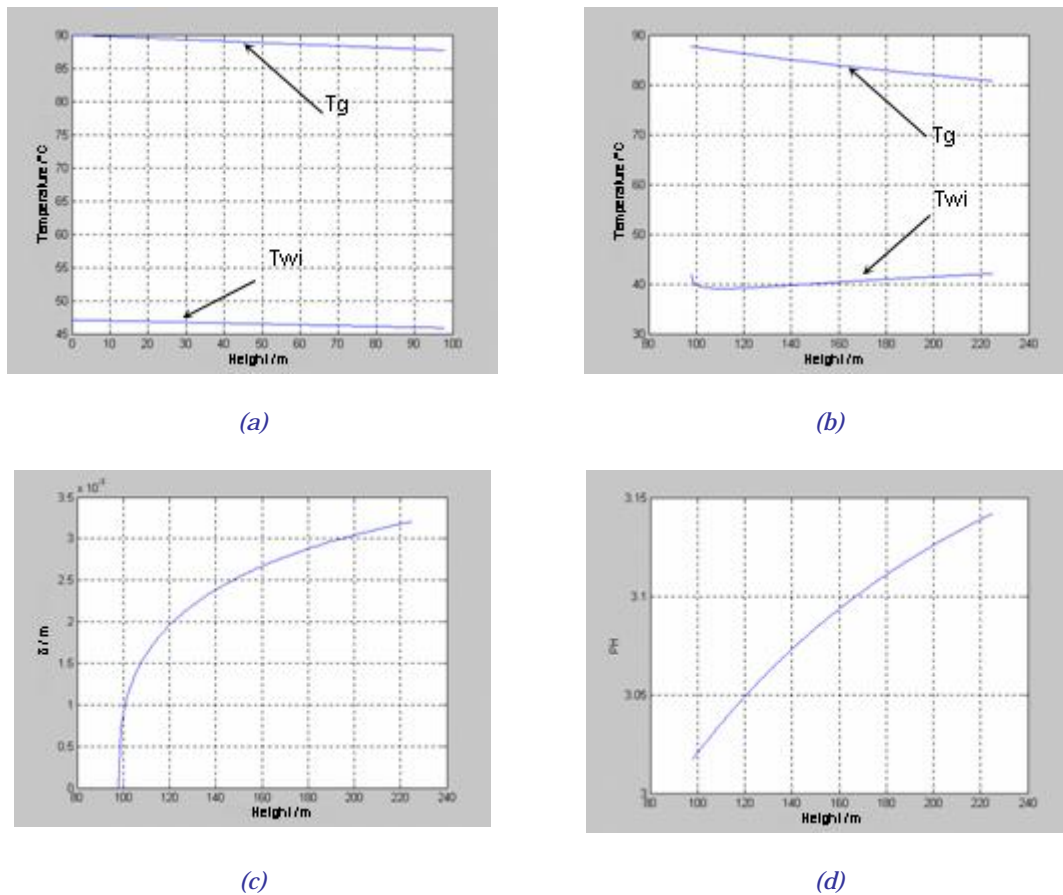 90
85
80
75
70
65
60
55
50
45
0 10 20 30 40 50 60 70 80 90 100
Temperature /°C
Height /m
Tg
Twi
(a)
90
80
70
60
50
40
30
80 100 120 140 160 180 200 220 240
Temperature /°C
Height /m
Tg
Twi
(b)
3.5
3
2.5
2
1.5
1
0.5
0
80 100 120 140 160 180 200 220 240
δ / m
Height /m
(c)
3.15
3.1
3.05
3
80 100 120 140 160 180 200 220 240
PH
Height /m
(d)